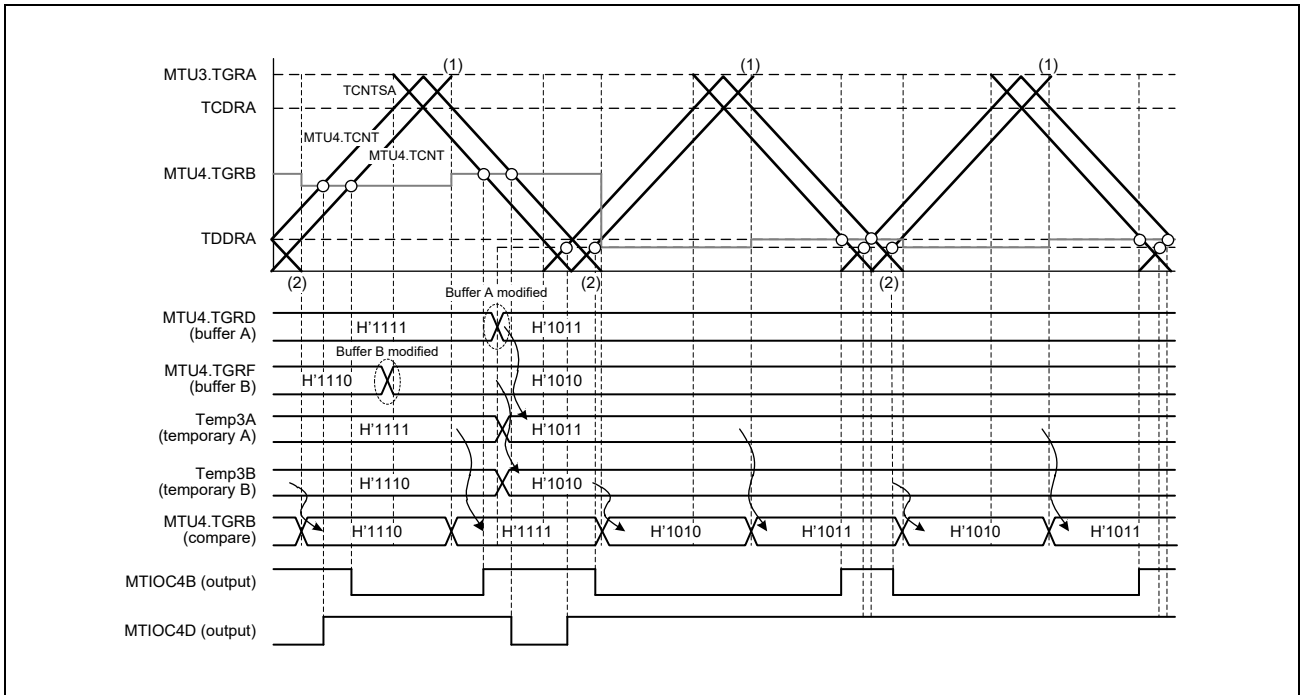 MTU3.TGRA
(1)
(1)
(1)
TCNTSA
TCDRA
MTU4.TCNT
MTU4.TCNT
MTU4.TGRB
TDDRA
(2)
(2)
(2)
Buffer A modified
MTU4.TGRD
(buffer A)
H'1111
H'1011
Buffer B modified
MTU4.TGRF
(buffer B)
H'1110
H'1010
Temp3A
(temporary A)
H'1111
H'1011
Temp3B
(temporary B)
H'1110
H'1010
MTU4.TGRB
(compare)
H'1110
H'1111
H'1010
H'1011
H'1010
H'1011
MTIOC4B (output)
MTIOC4D (output)